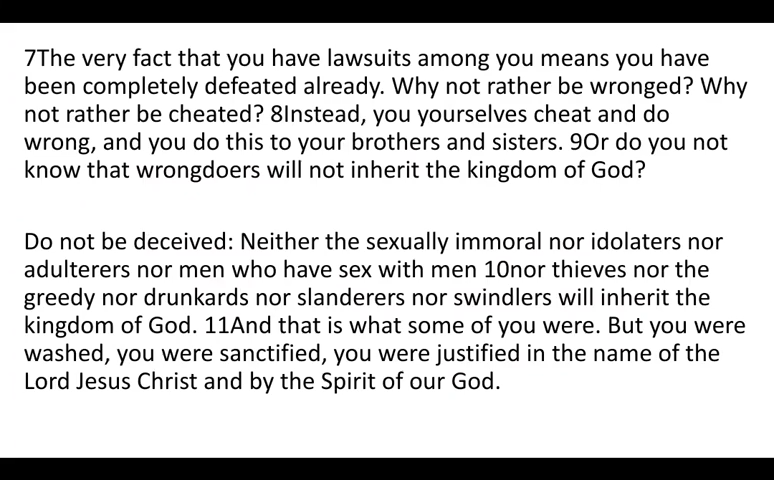 7The very fact that you have lawsuits among you means you have
been completely defeated already. Why not rather be wronged? Why
not rather be cheated? 8Instead, you yourselves cheat and do
wrong, and you do this to your brothers and sisters. 9Or do you not
know that wrongdoers will not inherit the kingdom of God?
Do not be deceived: Neither the sexually immoral nor idolaters nor
adulterers nor men who have sex with men 10nor thieves nor the
greedy nor drunkards nor slanderers nor swindlers will inherit the
kingdom of God. 11And that is what some of you were. But you were
washed, you were sanctified, you were justified in the name of the
Lord Jesus Christ and by the Spirit of our God.